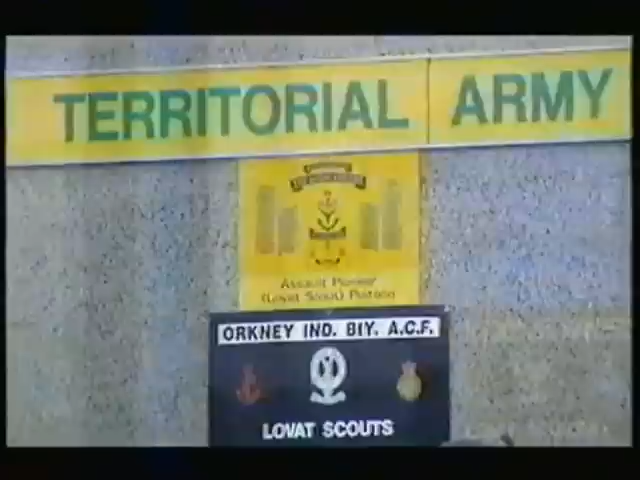 TERRITORIAL ARMY
Assault Pioneer
(Lovat Scout) Platoon
ORKNEY IND. BTY. A.C.F.
LOVAT SCOUTS